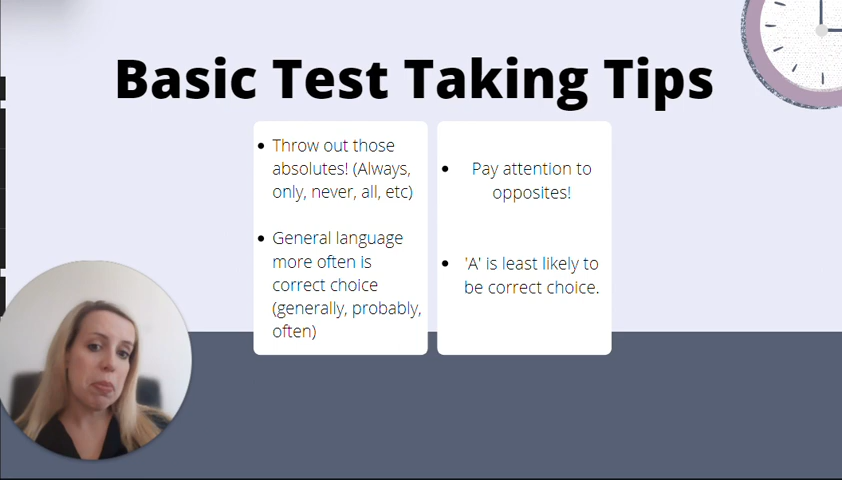 Basic Test Taking Tips
Throw out those
absolutes! (Always,
only, never, all, etc)
General language
more often is
correct choice
(generally, probably,
often)
Pay attention to
opposites!
'A' is least likely to
be correct choice.